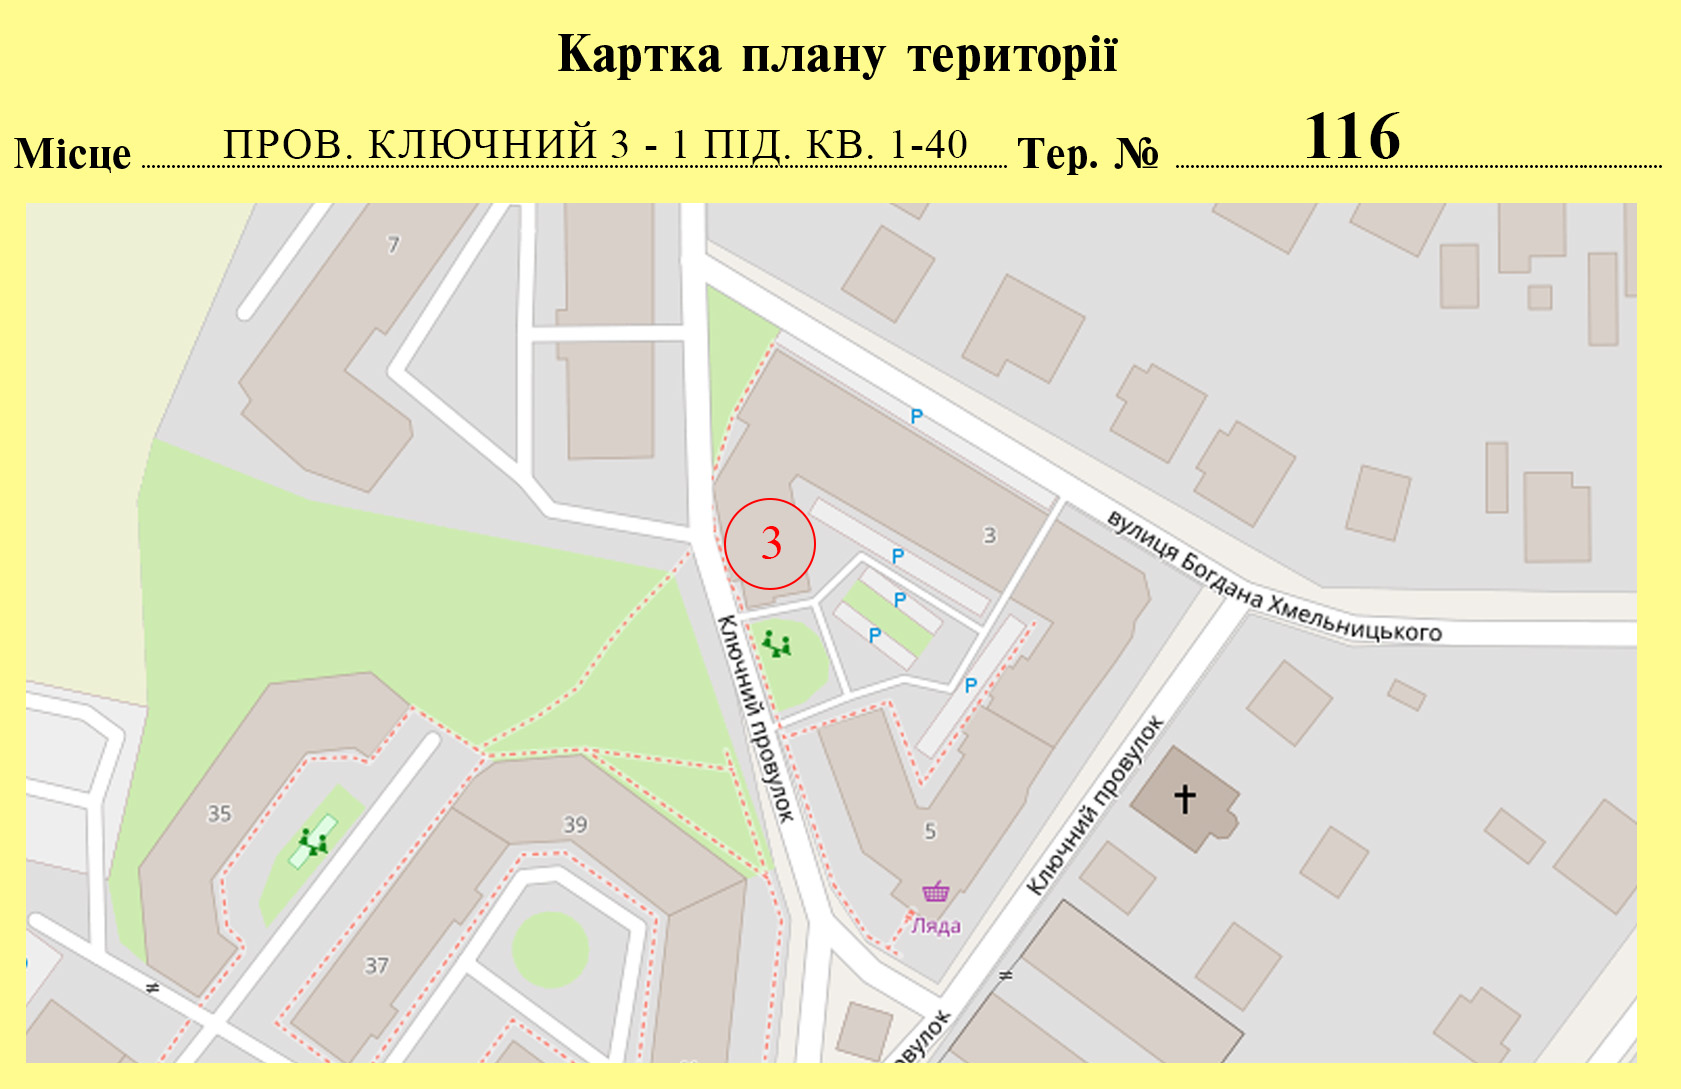 Картка плану території
Місце ПРОВ. КЛЮЧНИЙ 3 - 1 ПІД. КВ. 1-40 Тер. № 116
7
P
вулиця Богдана Хмельницького
3
3
P
P
P
P
Ключний провулок
Ключний провулок
35
39
5
Ляда
37